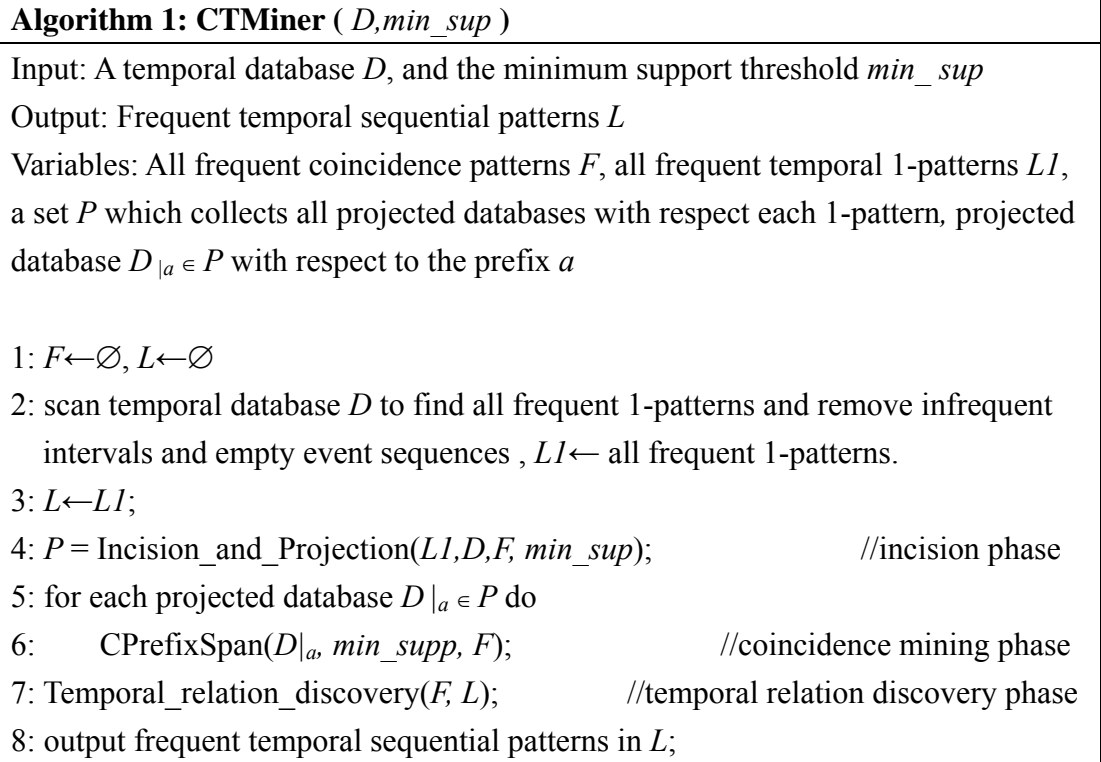 Algorithm 1: CTMiner ( D,min_sup )
Input: A temporal database D, and the minimum support threshold min_ sup
Output: Frequent temporal sequential patterns L
Variables: All frequent coincidence patterns F, all frequent temporal 1-patterns L1,
a set P which collects all projected databases with respect each 1-pattern, projected
database D |a ∈ P with respect to the prefix a
1: F←∅, L←∅
2: scan temporal database D to find all frequent 1-patterns and remove infrequent
intervals and empty event sequences , L1← all frequent 1-patterns.
3: L←L1;
4: P = Incision_and_Projection(L1,D,F, min_sup); //incision phase
5: for each projected database D |a ∈ P do
6: CPrefixSpan(D|a, min_supp, F); //coincidence mining phase
7: Temporal_relation_discovery(F, L); //temporal relation discovery phase
8: output frequent temporal sequential patterns in L;